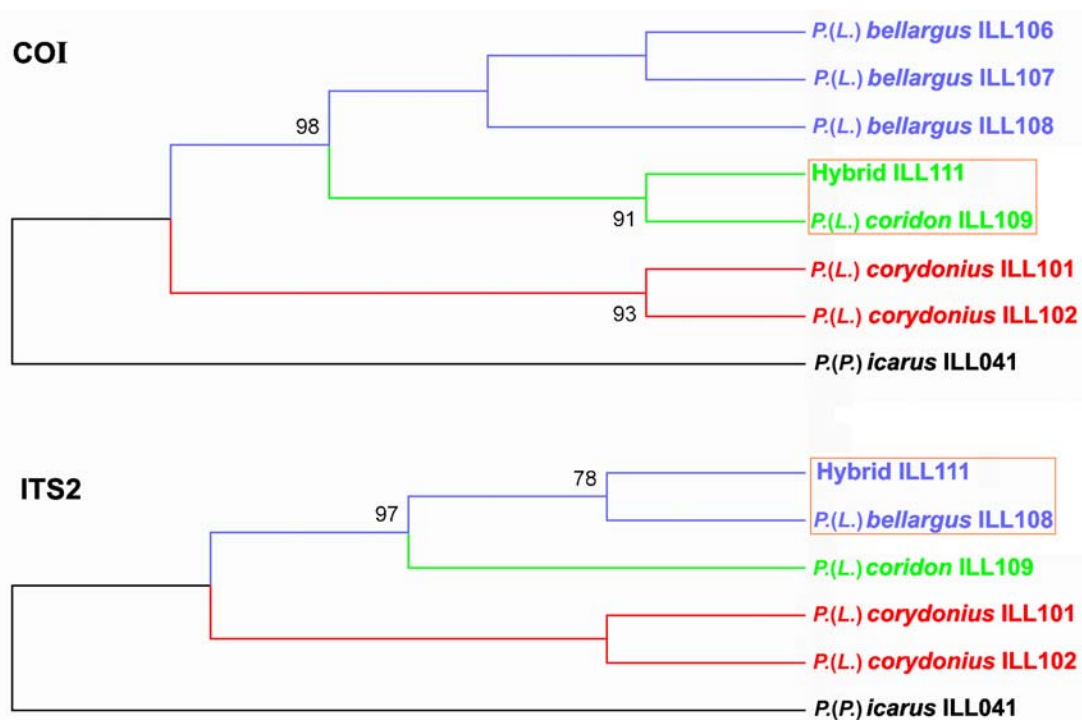 COI
P.(L.) bellargus ILL106
P.(L.) bellargus ILL107
P.(L.) bellargus ILL108
98
Hybrid ILL111
P.(L.) coridon ILL109
91
P.(L.) corydonius ILL101
P.(L.) corydonius ILL102
93
P.(P.) icarus ILL041
ITS2
Hybrid ILL111
78
P.(L.) bellargus ILL108
97
P.(L.) coridon ILL109
P.(L.) corydonius ILL101
P.(L.) corydonius ILL102
P.(P.) icarus ILL041